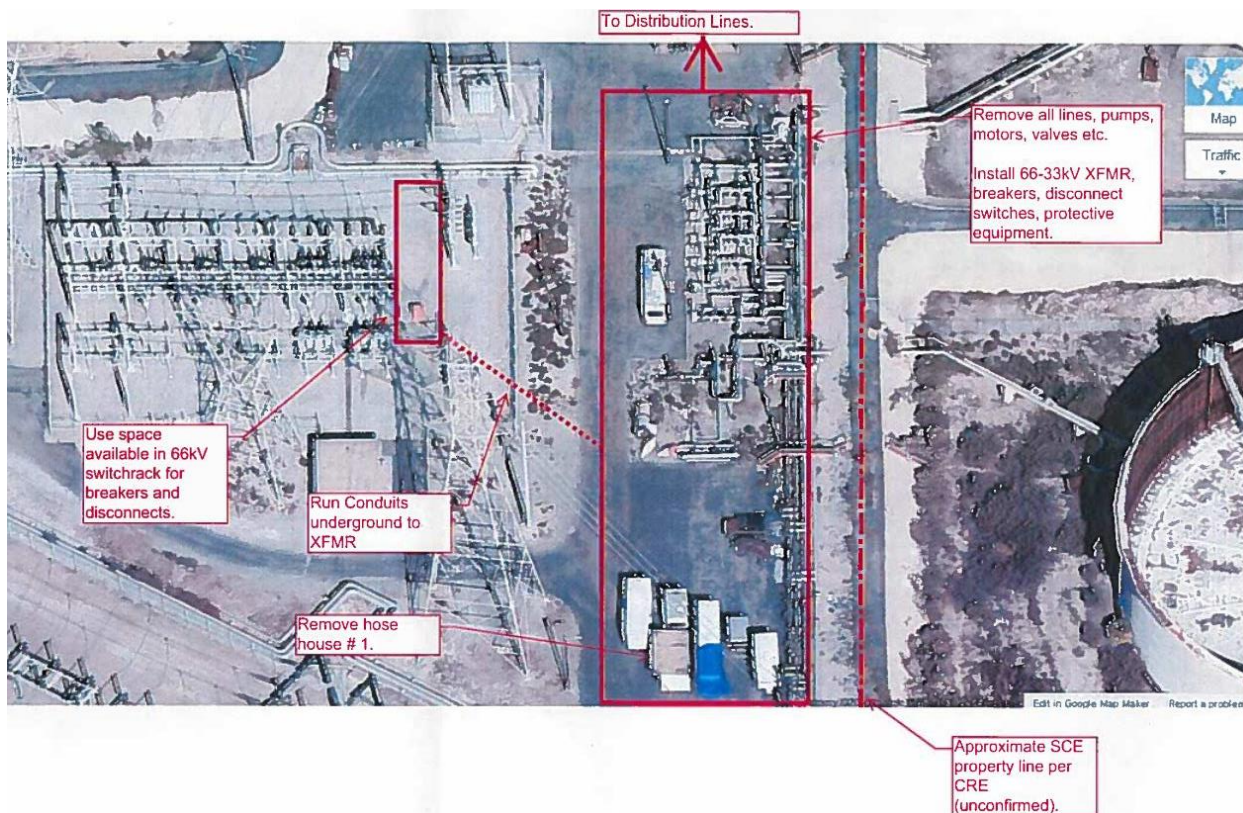 To Distribution Lines.
Remove all lines, pumps,
motors, valves etc.
Install 66-33kV XFMR,
breakers, disconnect
switches, protective
equipment.
Map
Traffic
Use space
available in 66kV
switchrack for
breakers and
disconnects.
Run Conduits
underground to
XFMR
Remove hose
house # 1.
Edit in Google Map Maker
Report a problem
Approximate SCE
property line per
CRE
(unconfirmed).